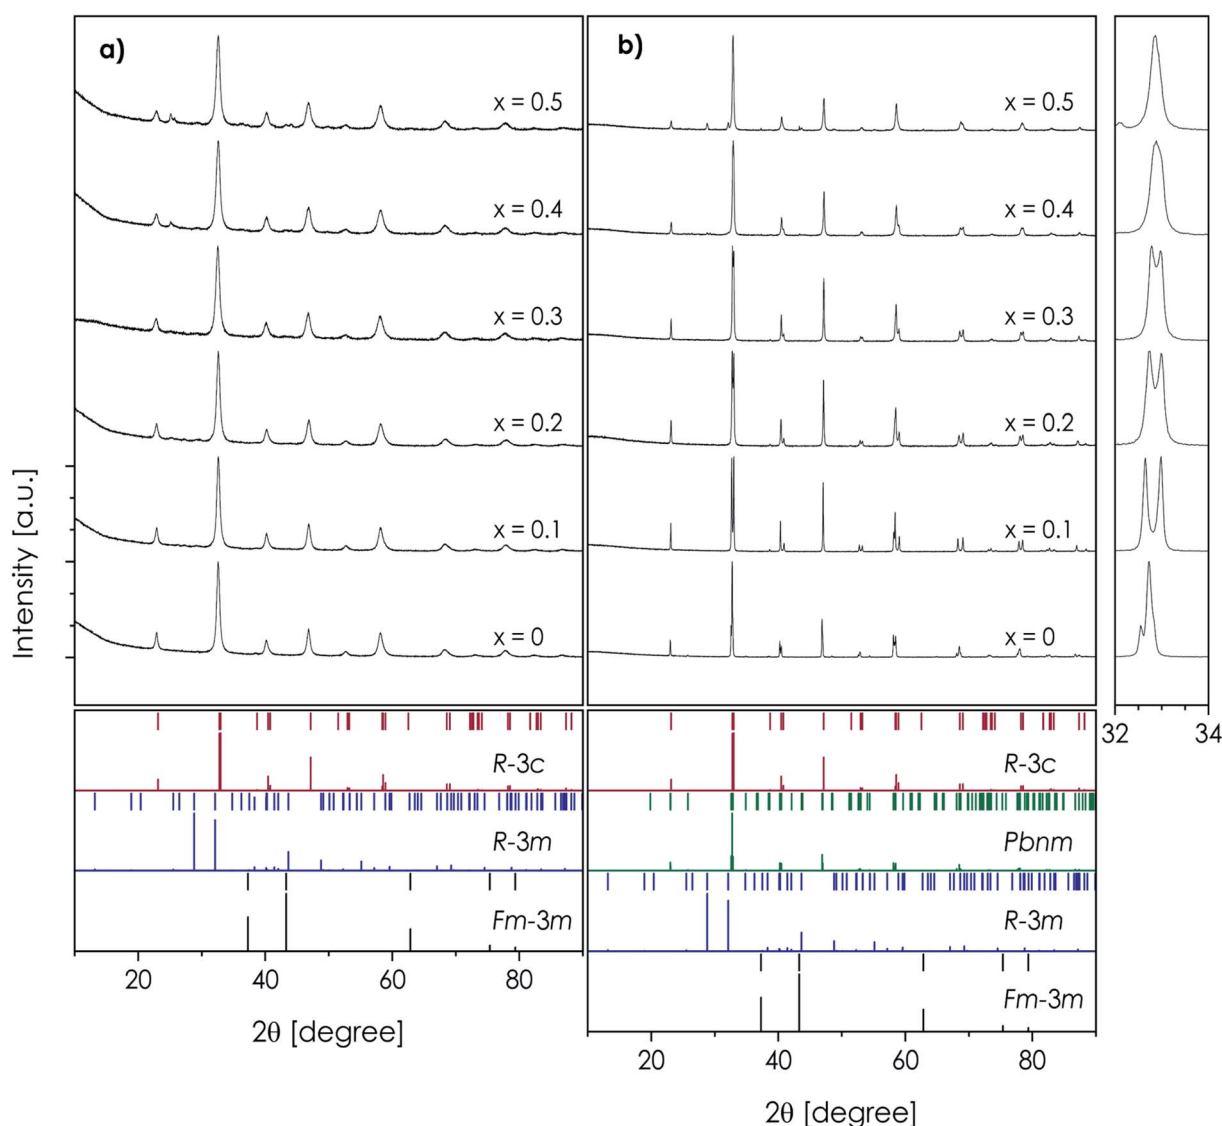 a)
x = 0.5
x = 0.4
x = 0.3
x = 0.2
x = 0.1
x = 0
Intensity [a.u.]
R-3c
R-3m
Fm-3m
20 40 60 80
2θ [degree]
b)
x = 0.5
x = 0.4
x = 0.3
x = 0.2
x = 0.1
x = 0
R-3c
Pbnm
R-3m
Fm-3m
20 40 60 80
2θ [degree]
32 34